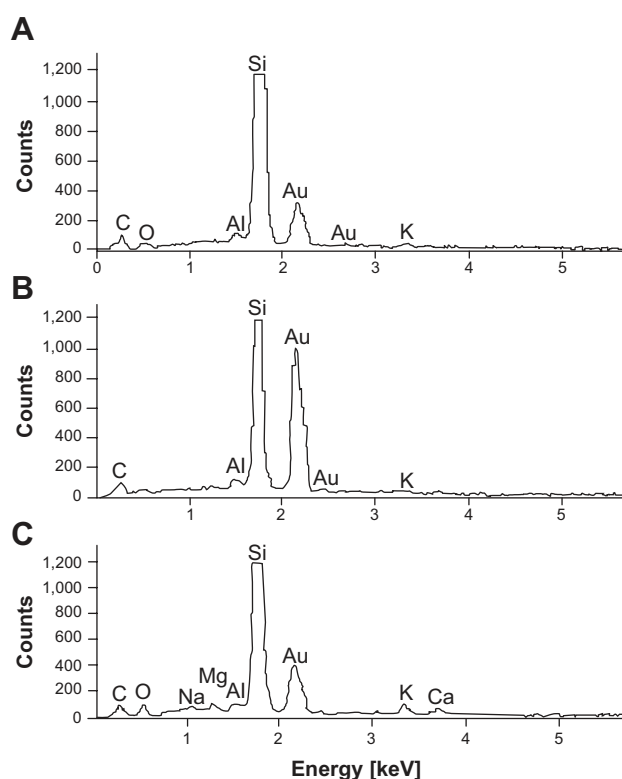 A
Counts
1,200
1,000
800
600
400
200
0
Si
Au
C
O
Al
Au
K
0 1 2 3 4 5
B
Counts
1,200
1,000
800
600
400
200
0
Si
Au
C
Al
Au
K
1 2 3 4 5
C
Counts
1,200
1,000
800
600
400
200
0
Si
Au
C
O
Na
Mg
Al
K
Ca
1 2 3 4 5
Energy [keV]